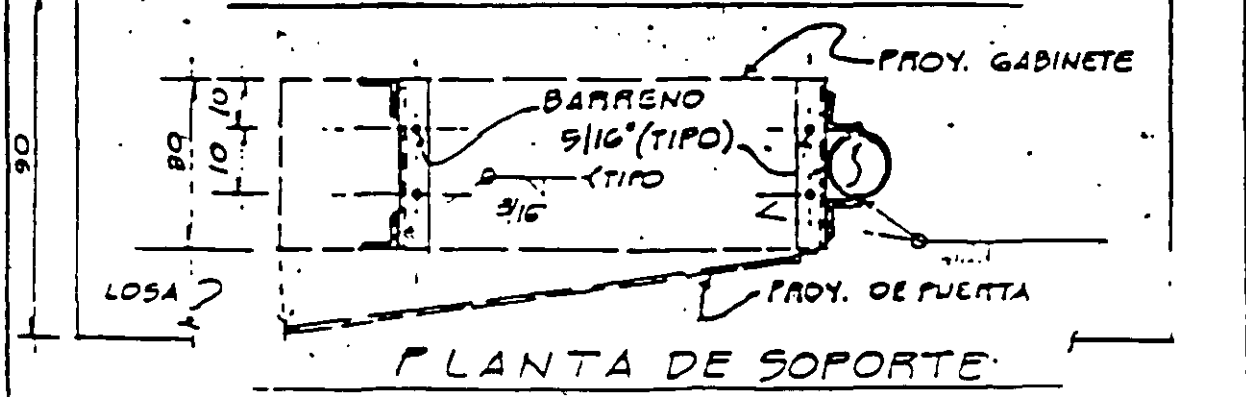 PROY. GABINETE
BARRENO
5/16"(TIPO)
TIPO
3/16
10
10
80
90
LOSA
PROY. DE PUERTA
PLANTA DE SOPORTE